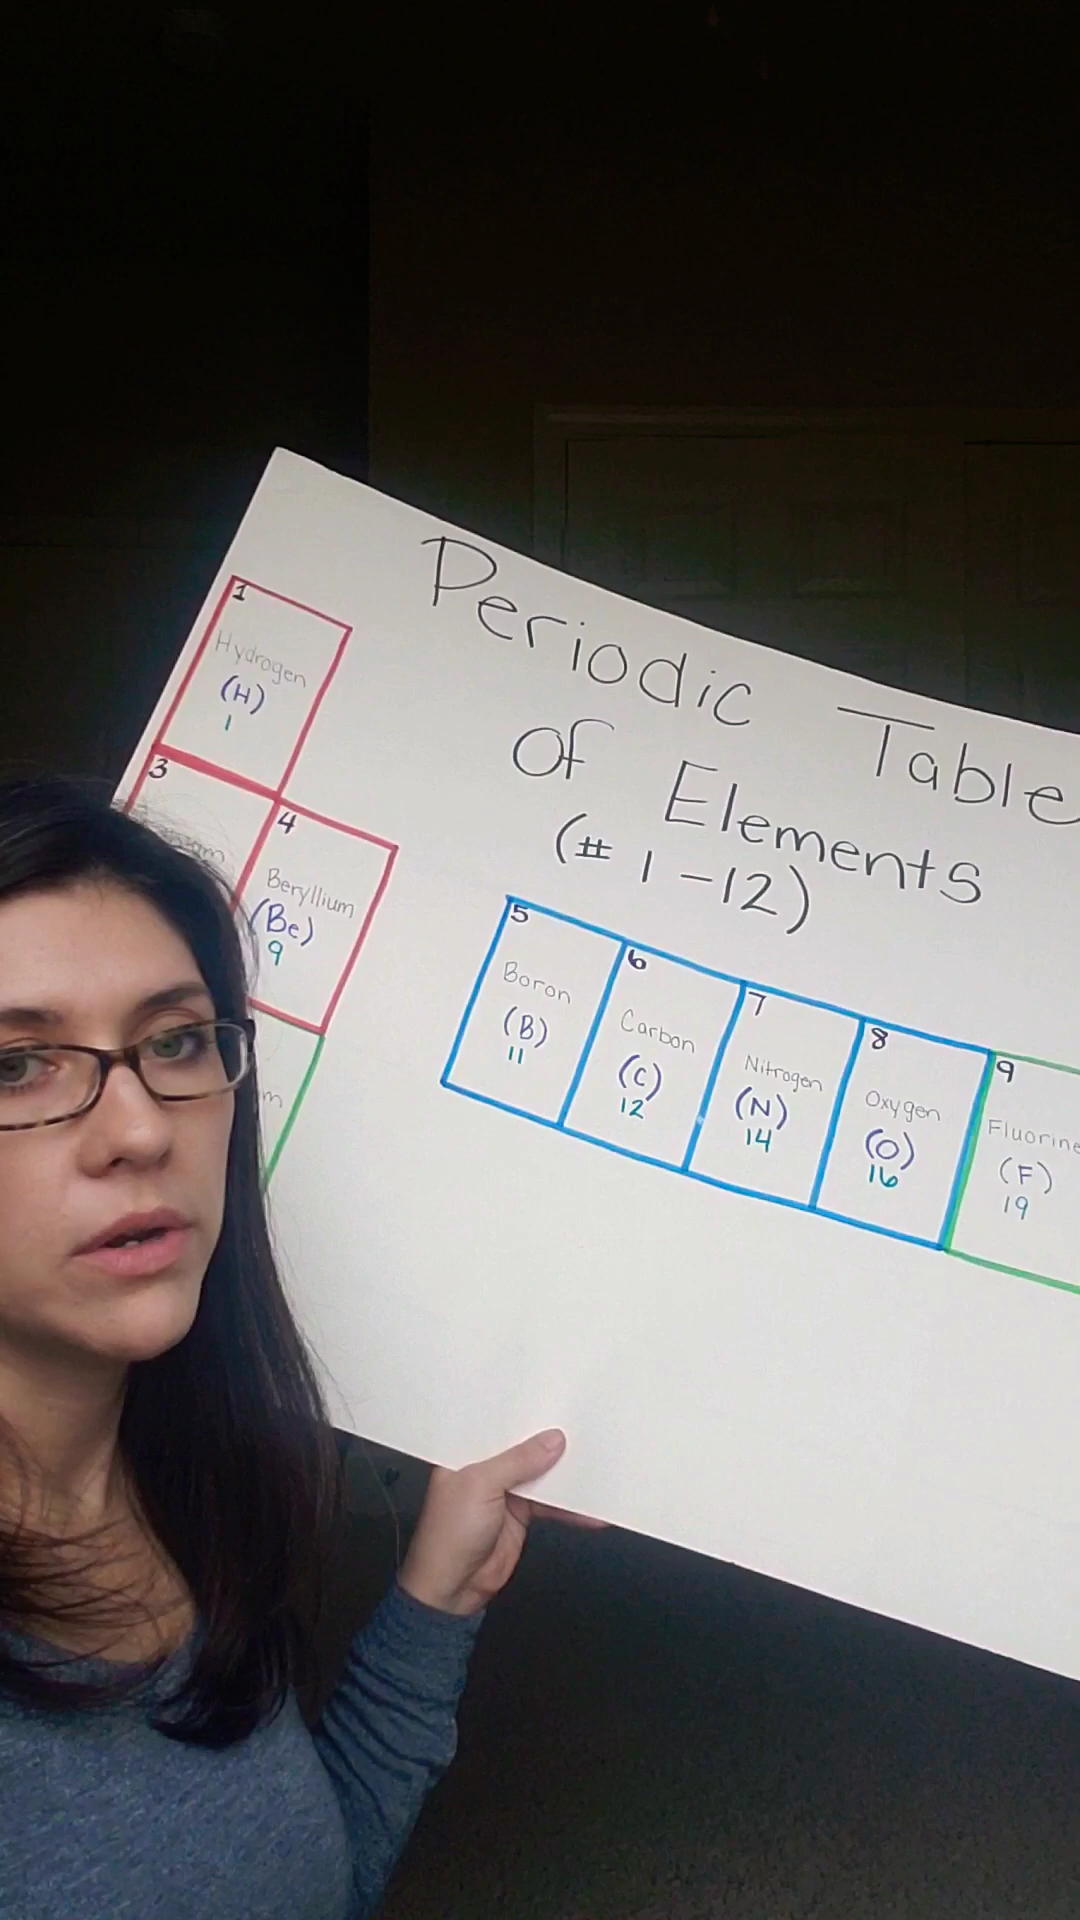 Periodic Table
of Elements
(# 1-12)
1
Hydrogen
(H)
1
3
4
Beryllium
(Be)
9
5
Boron
(B)
11
6
Carbon
(C)
12
7
Nitrogen
(N)
14
8
Oxygen
(O)
16
9
Fluorine
(F)
19